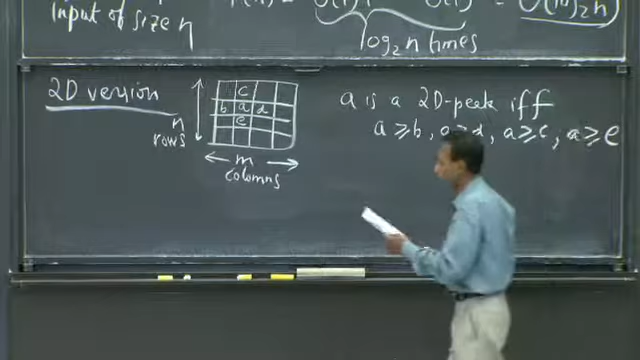 Input of size n
log₂ n times
2D version
c
b a d
e
n
rows
m
columns
a is a 2D-peak iff
a ≥ b, a ≥ d, a ≥ c, a ≥ e